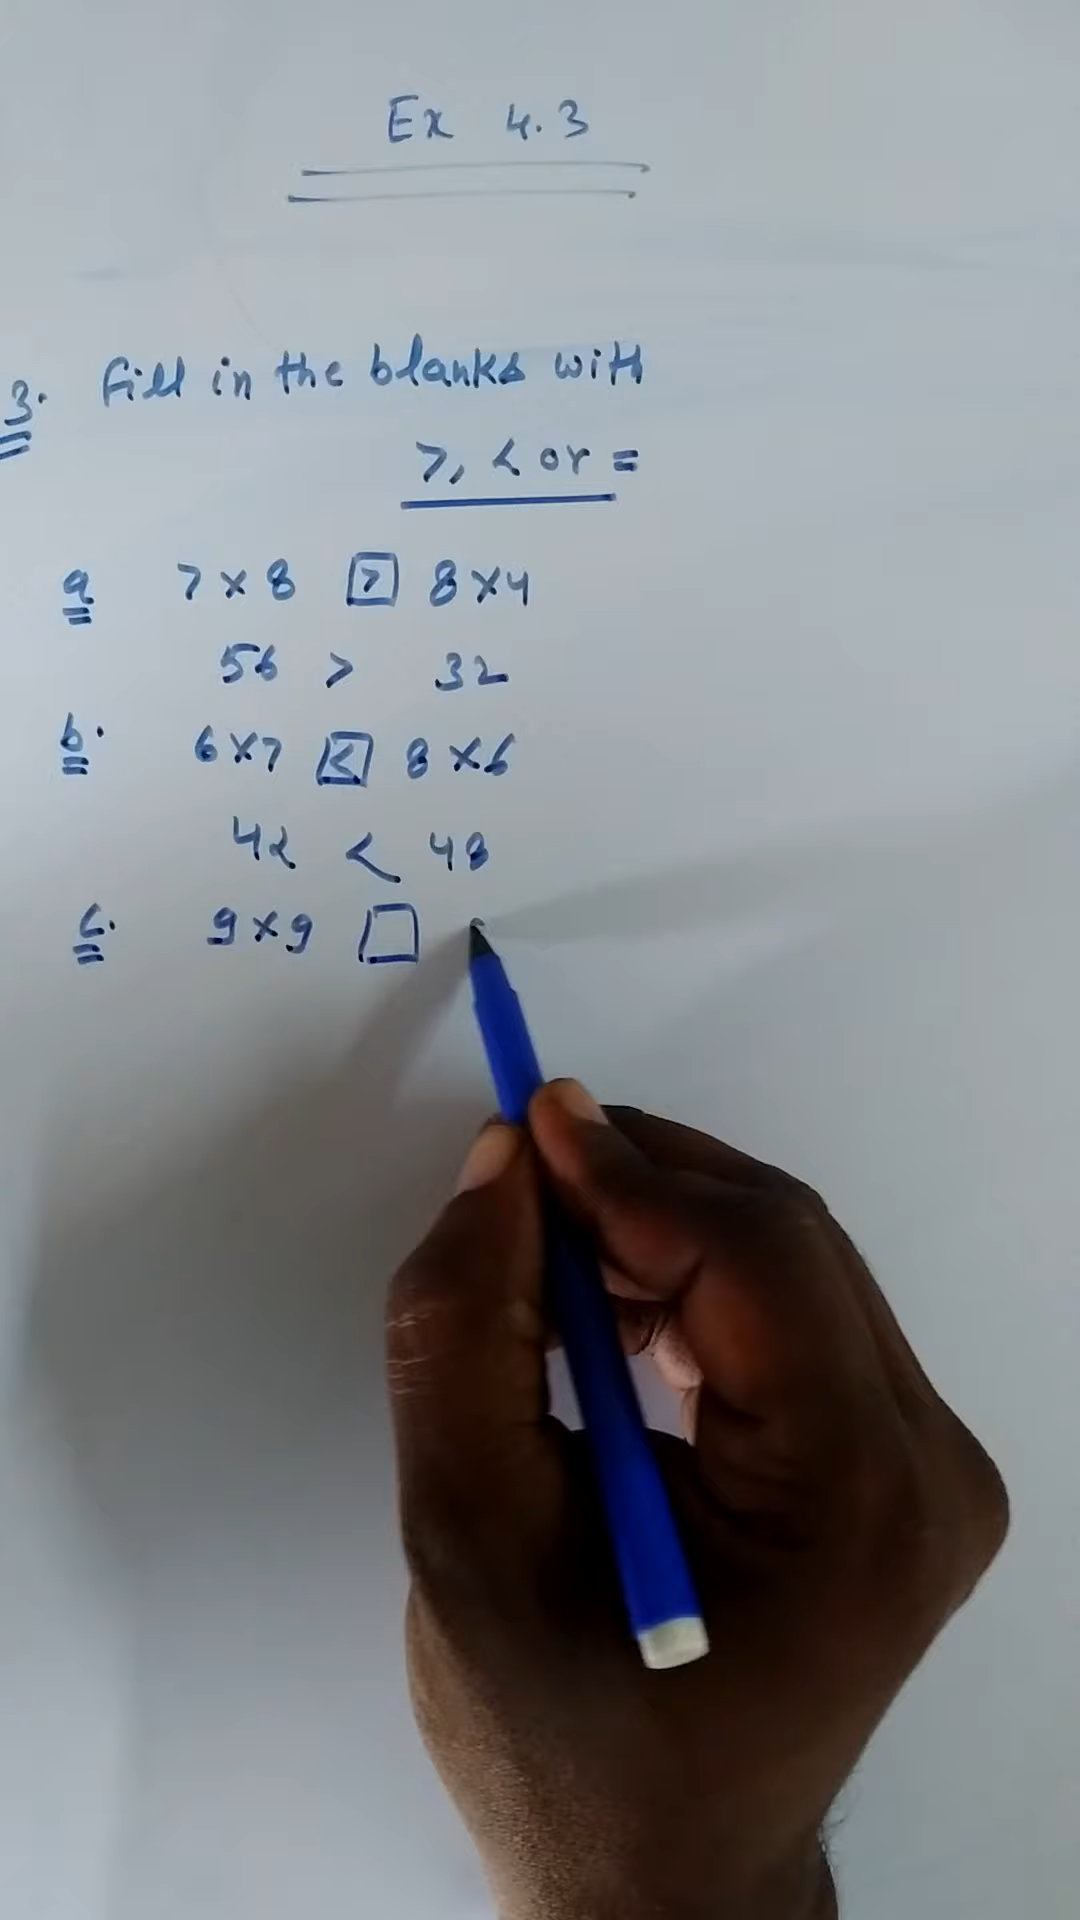 Ex 4.3
3. Fill in the blanks with
>, < or =
a 7 × 8 > 8 × 4
56 > 32
b. 6 × 7 < 8 × 6
42 < 48
c. 9 × 9 □